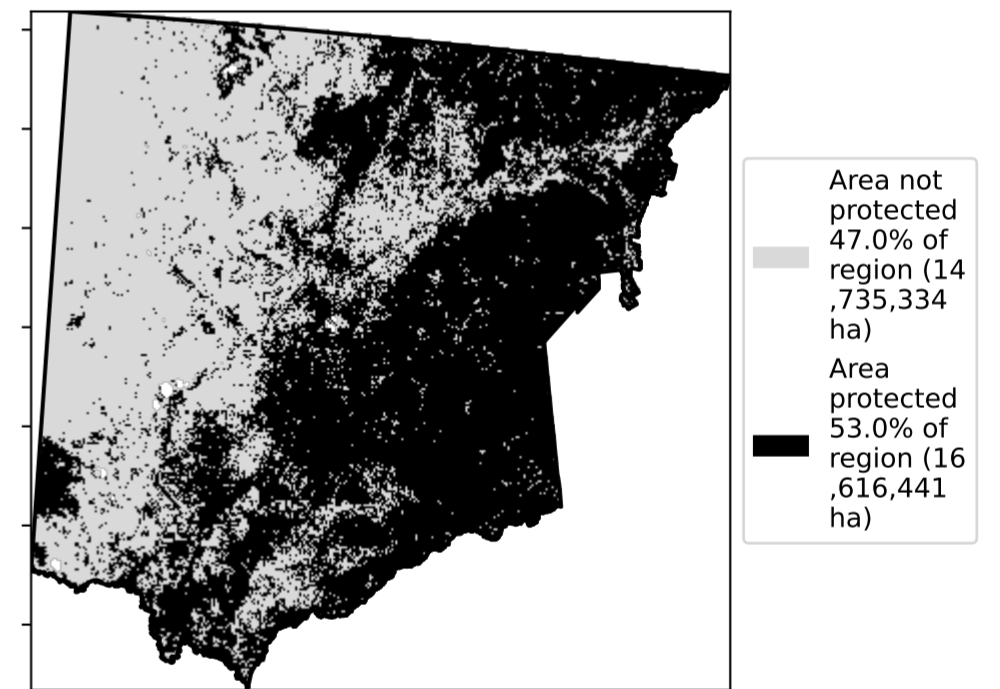 Area not
protected
47.0% of
region (14
,735,334
ha)
Area
protected
53.0% of
region (16
,616,441
ha)